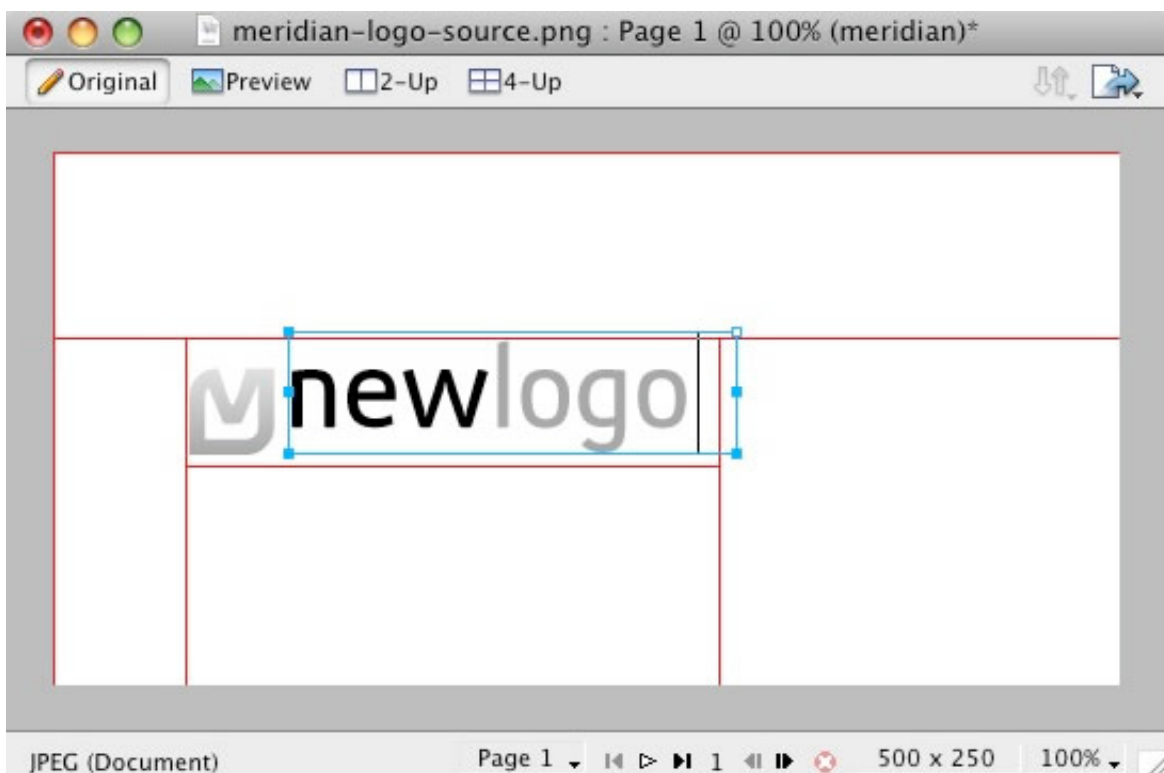 meridian-logo-source.png : Page 1 @ 100% (meridian)*
Original Preview 2-Up 4-Up
newlogo
JPEG (Document) Page 1 1 500 x 250 100%